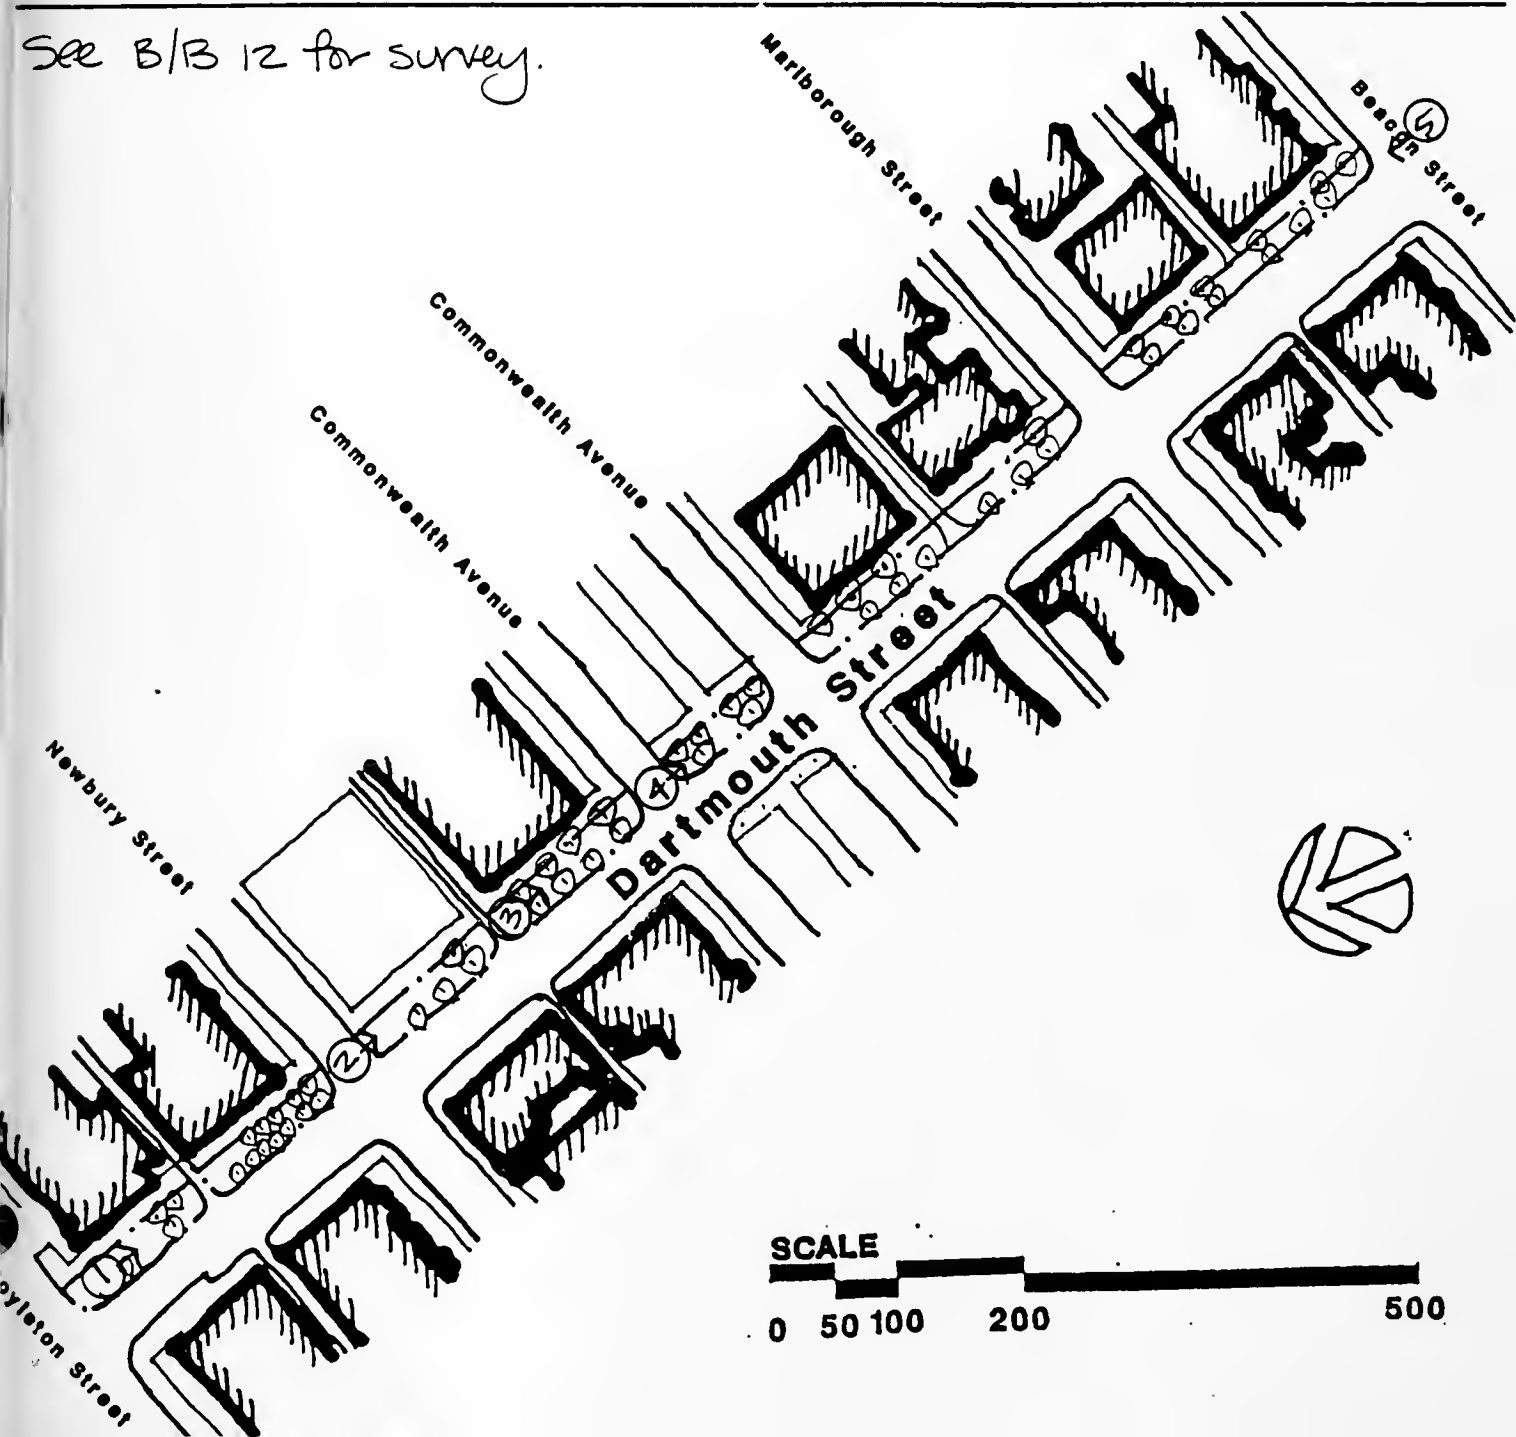 See B/B 12 for survey.
Marlborough Street
Beacon Street
5
Commonwealth Avenue
Commonwealth Avenue
Dartmouth Street
4
Newbury Street
3
2
1
oyleton Street
SCALE
0 50 100 200 500